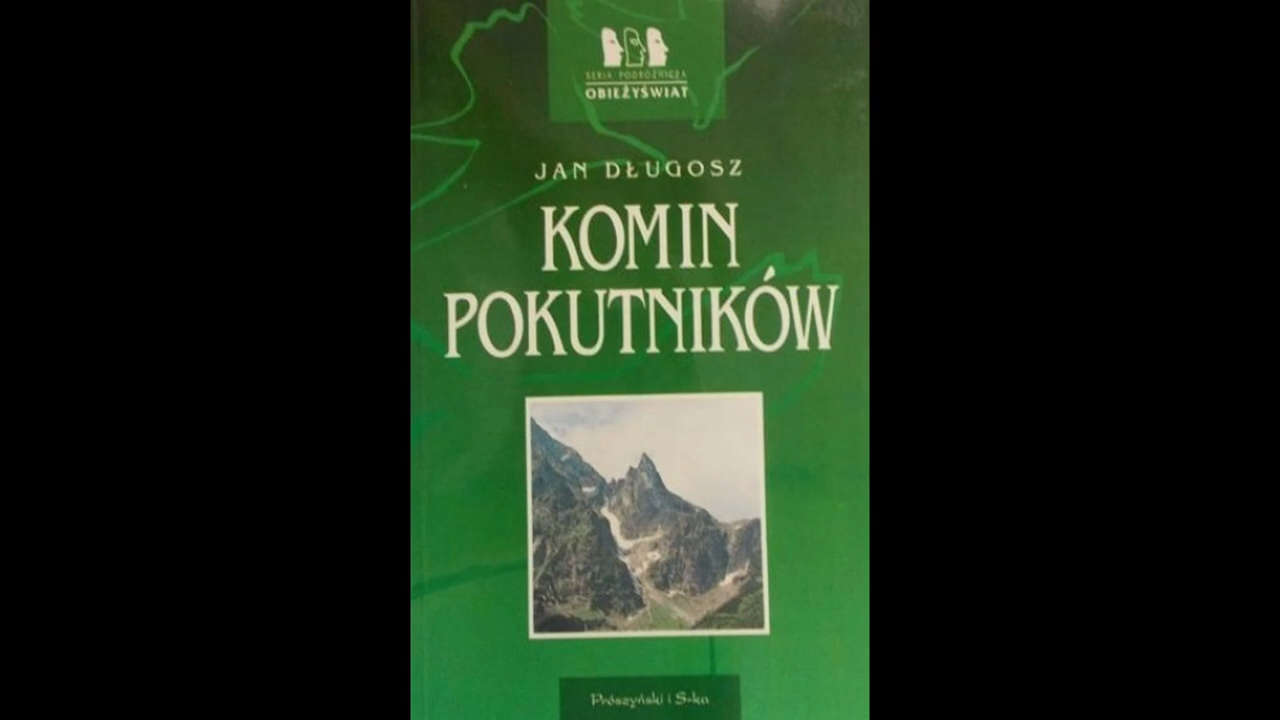 SERIA PODRÓŻNICZA
OBIEŻYŚWIAT
JAN DŁUGOSZ
KOMIN
POKUTNIKÓW
Prószyński i S-ka